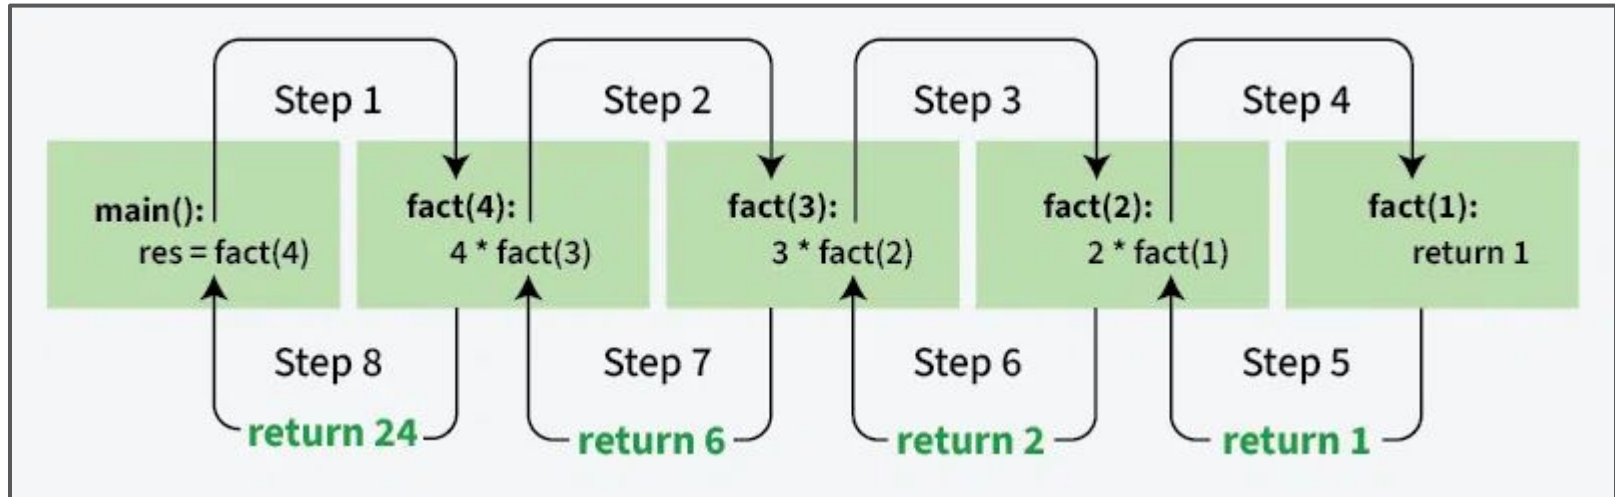 Step 1
Step 2
Step 3
Step 4
main():
res = fact(4)
fact(4):
4 * fact(3)
fact(3):
3 * fact(2)
fact(2):
2 * fact(1)
fact(1):
return 1
Step 8
Step 7
Step 6
Step 5
return 24
return 6
return 2
return 1